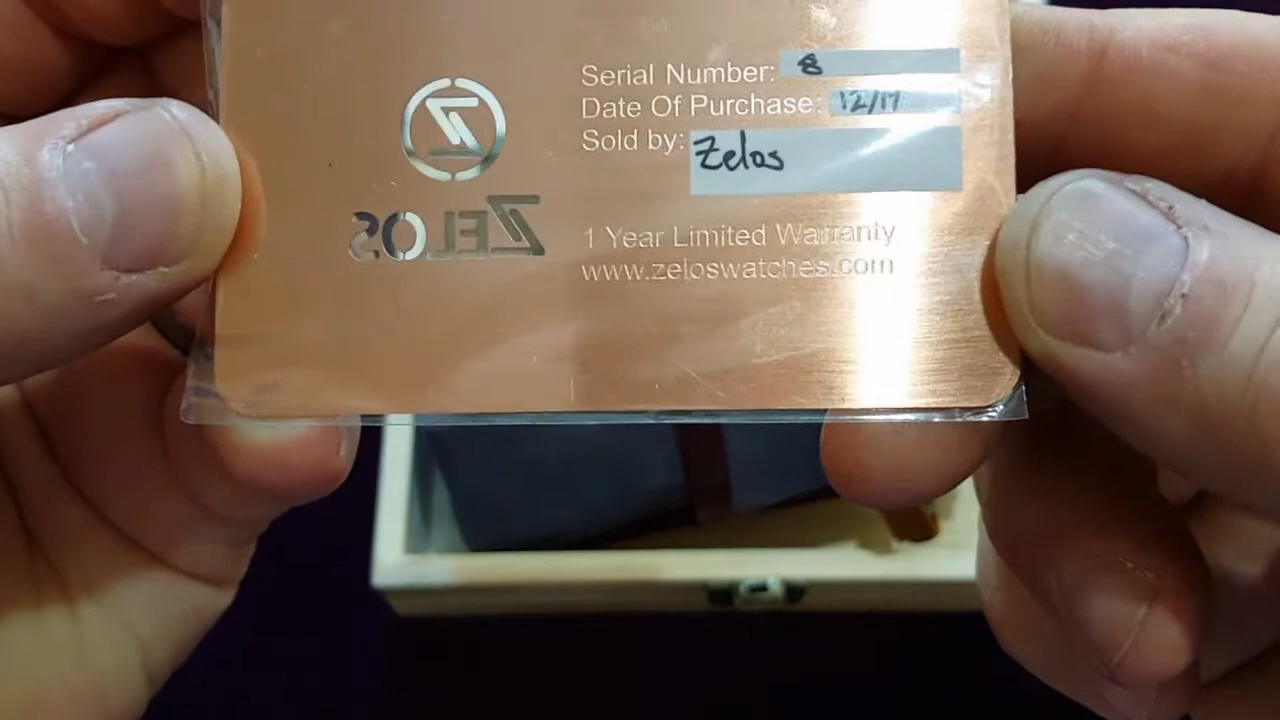 Serial Number: 8
Date Of Purchase: 12/17
Sold by: Zelos
ZELOS
1 Year Limited Warranty
www.zeloswatches.com